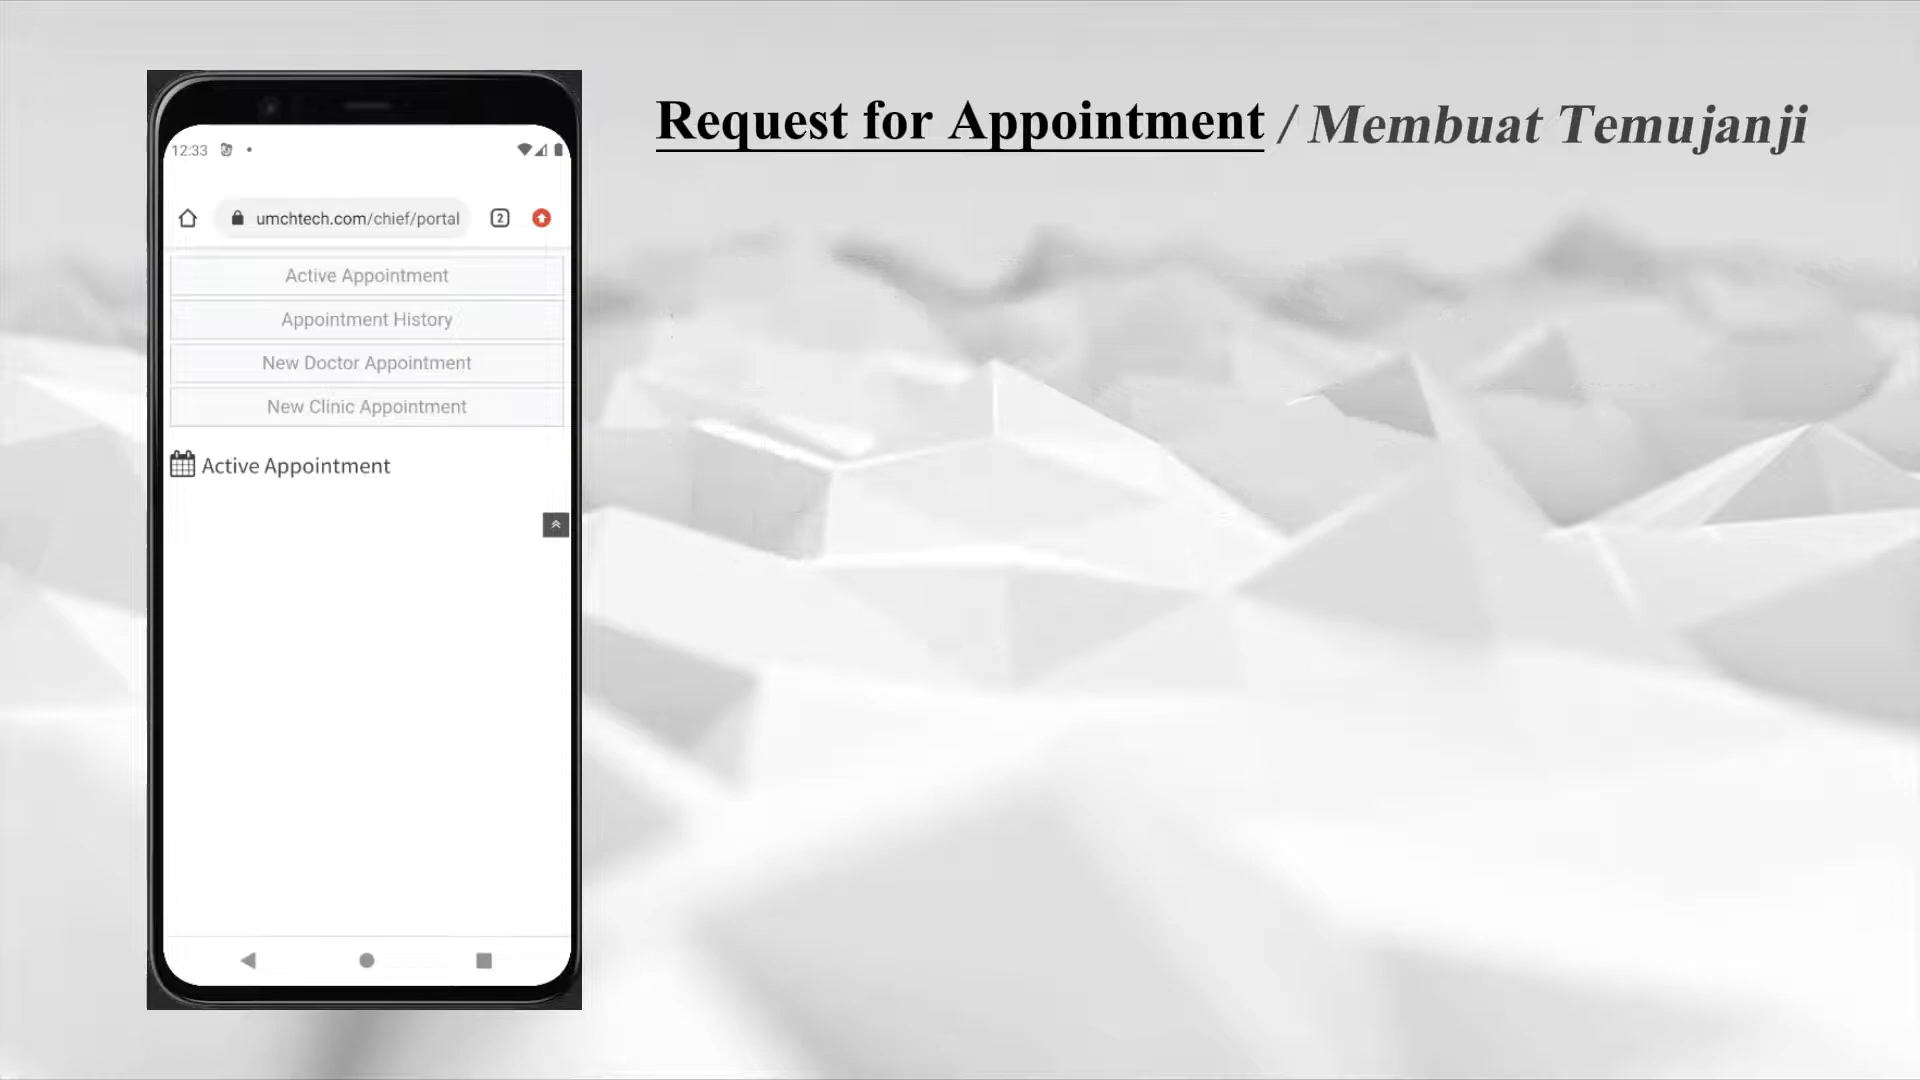 Request for Appointment / Membuat Temujanji
12:33
umchtech.com/chief/portal
2
Active Appointment
Appointment History
New Doctor Appointment
New Clinic Appointment
Active Appointment